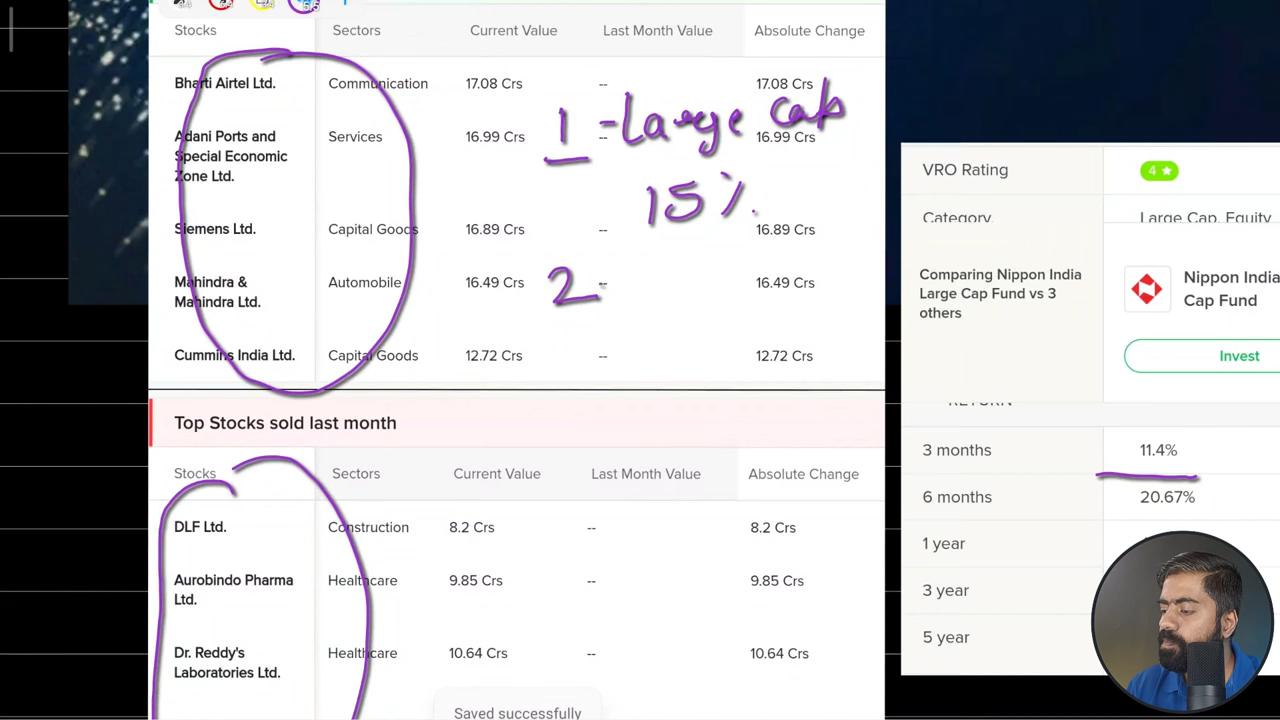 Stocks Sectors Current Value Last Month Value Absolute Change
Bharti Airtel Ltd. Communication 17.08 Crs -- 17.08 Crs
Adani Ports and
Special Economic
Zone Ltd. Services 16.99 Crs -- 16.99 Crs
Siemens Ltd. Capital Goods 16.89 Crs -- 16.89 Crs
Mahindra &
Mahindra Ltd. Automobile 16.49 Crs -- 16.49 Crs
Cummins India Ltd. Capital Goods 12.72 Crs -- 12.72 Crs
1 - Large cap
15%
2
Top Stocks sold last month
Stocks Sectors Current Value Last Month Value Absolute Change
DLF Ltd. Construction 8.2 Crs -- 8.2 Crs
Aurobindo Pharma
Ltd. Healthcare 9.85 Crs -- 9.85 Crs
Dr. Reddy's
Laboratories Ltd. Healthcare 10.64 Crs -- 10.64 Crs
Saved successfully
VRO Rating 4 ★
Category Large Cap, Equity
Comparing Nippon India
Large Cap Fund vs 3
others
Nippon India
Cap Fund
Invest
RETURN
3 months 11.4%
6 months 20.67%
1 year
3 year
5 year